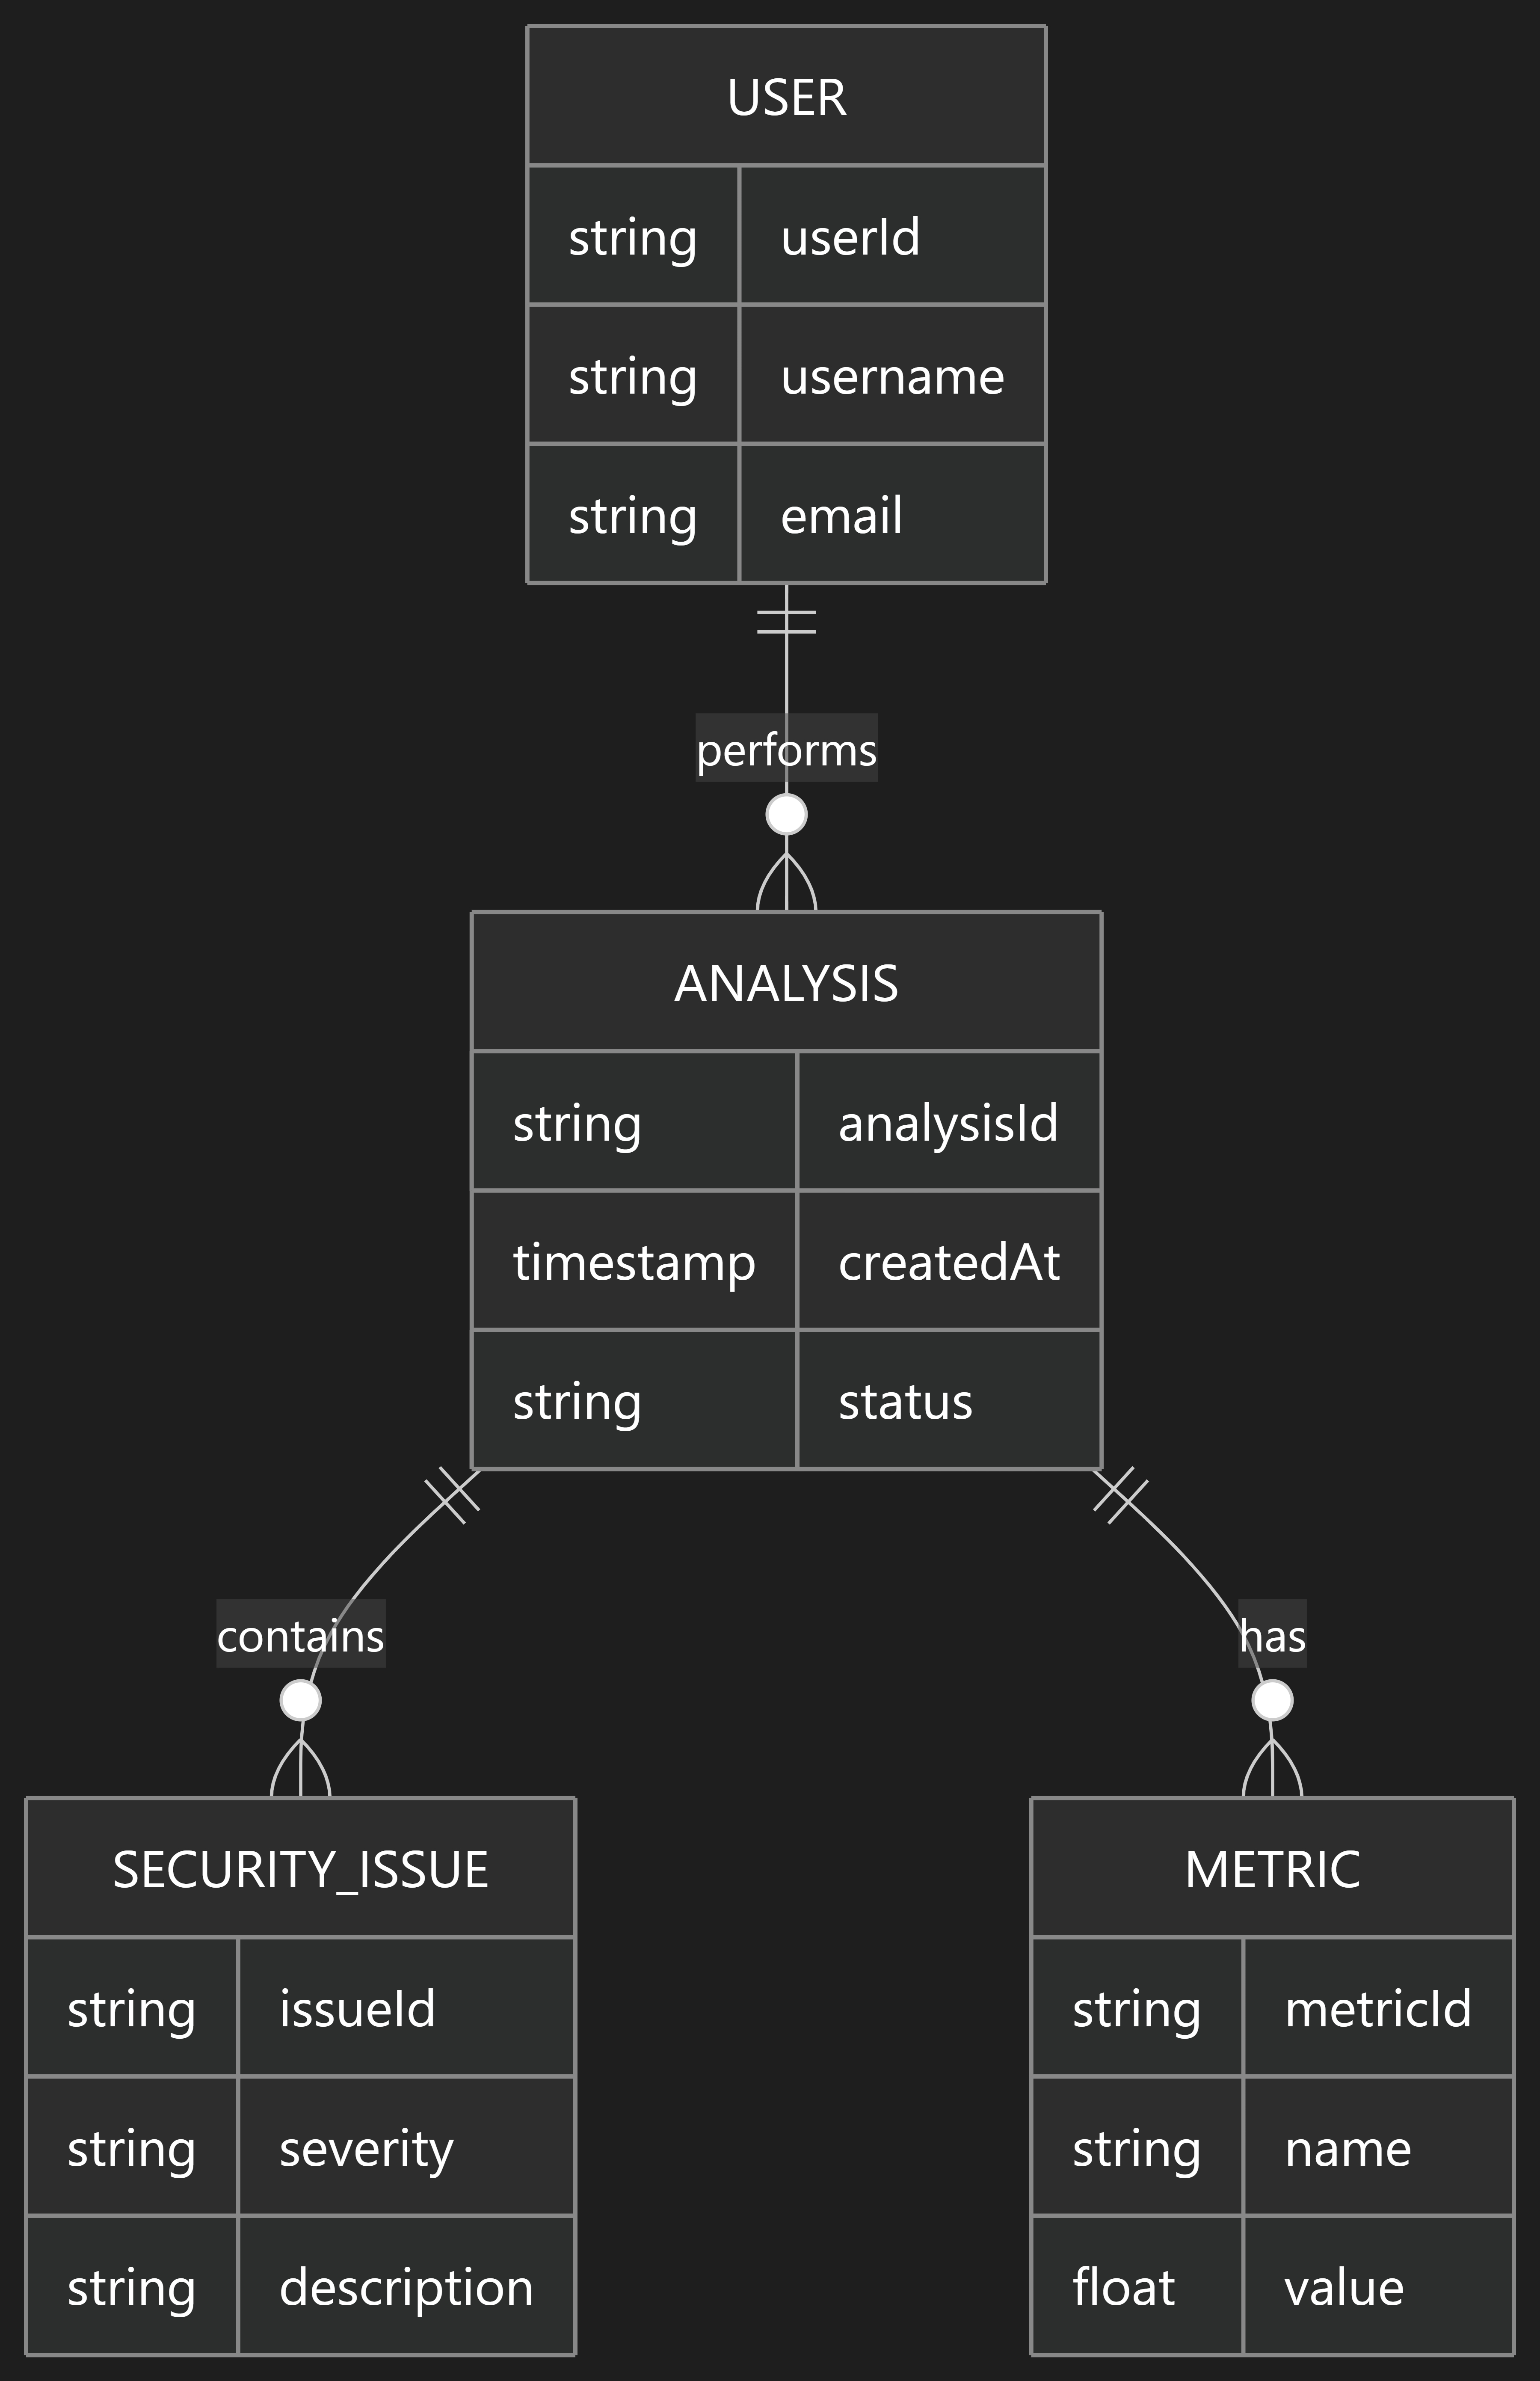 USER
string userId
string username
string email
performs
ANALYSIS
string analysisId
timestamp createdAt
string status
contains
has
SECURITY_ISSUE
string issueId
string severity
string description
METRIC
string metricId
string name
float value